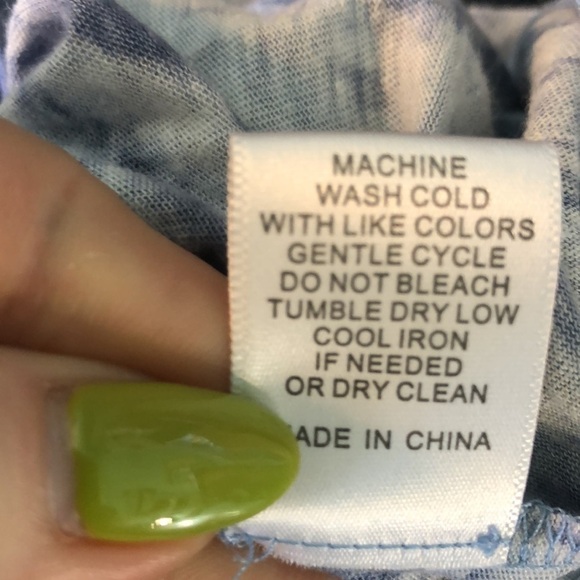 MACHINE
WASH COLD
WITH LIKE COLORS
GENTLE CYCLE
DO NOT BLEACH
TUMBLE DRY LOW
COOL IRON
IF NEEDED
OR DRY CLEAN
ADE IN CHINA